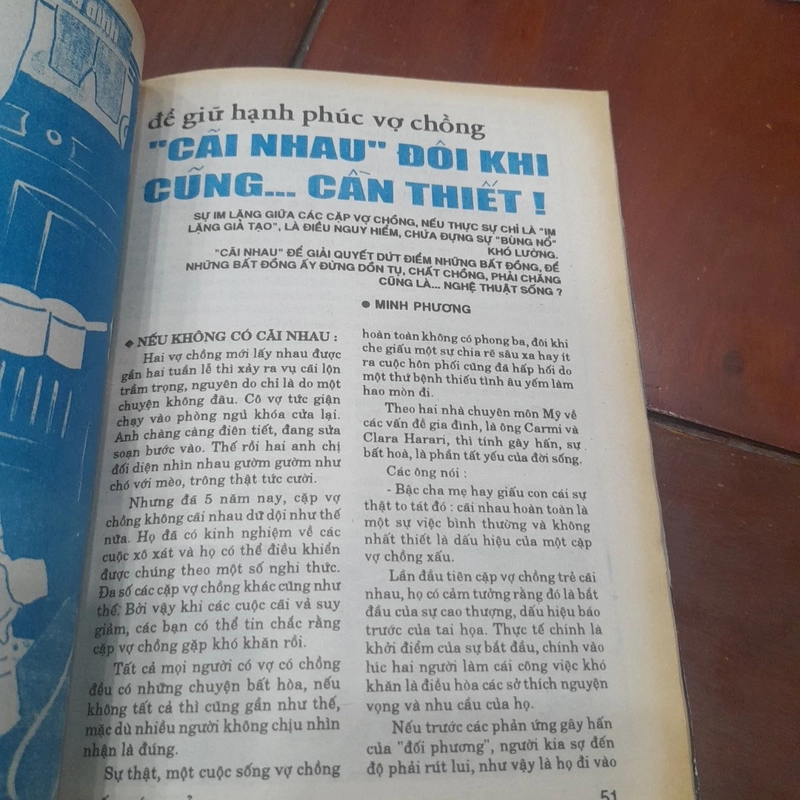 để giữ hạnh phúc vợ chồng
"CÃI NHAU" ĐÔI KHI
CŨNG... CẦN THIẾT !
SỰ IM LẶNG GIỮA CÁC CẶP VỢ CHỒNG, NẾU THỰC SỰ CHỈ LÀ "IM
LẶNG GIẢ TẠO", LÀ ĐIỀU NGUY HIỂM, CHỨA ĐỰNG SỰ "BÙNG NỔ"
KHÓ LƯỜNG.
"CÃI NHAU" ĐỂ GIẢI QUYẾT DỨT ĐIỂM NHỮNG BẤT ĐỒNG, ĐỂ
NHỮNG BẤT ĐỒNG ẤY ĐỪNG DỒN TỤ, CHẤT CHỒNG, PHẢI CHĂNG
CŨNG LÀ... NGHỆ THUẬT SỐNG ?
● MINH PHƯƠNG
◆ NẾU KHÔNG CÓ CÃI NHAU :
Hai vợ chồng mới lấy nhau được
gần hai tuần lễ thì xảy ra vụ cãi lộn
trầm trọng, nguyên do chỉ là do một
chuyện không đâu. Cô vợ tức giận
chạy vào phòng ngủ khóa cửa lại.
Anh chàng càng điên tiết, đang sửa
soạn bước vào. Thế rồi hai anh chị
đối diện nhìn nhau gườm gườm như
chó với mèo, trông thật tức cười.
Nhưng đã 5 năm nay, cặp vợ
chồng không cãi nhau dữ dội như thế
nữa. Họ đã có kinh nghiệm về các
cuộc xô xát và họ có thể điều khiển
được chúng theo một số nghi thức.
Đa số các cặp vợ chồng khác cũng như
thế. Bởi vậy khi các cuộc cãi vả suy
giảm, các bạn có thể tin chắc rằng
cặp vợ chồng gặp khó khăn rồi.
Tất cả mọi người có vợ có chồng
đều có những chuyện bất hòa, nếu
không tất cả thì cũng gần như thế,
mặc dù nhiều người không chịu nhìn
nhận là đúng.
Sự thật, một cuộc sống vợ chồng
hoàn toàn không có phong ba, đôi khi
che giấu một sự chia rẽ sâu xa hay ít
ra cuộc hôn phối cũng đã hấp hối do
một thứ bệnh thiếu tình âu yếm làm
hao mòn đi.
Theo hai nhà chuyên môn Mỹ về
các vấn đề gia đình, là ông Carmi và
Clara Harari, thì tính gây hấn, sự
bất hoà, là phần tất yếu của đời sống.
Các ông nói :
- Bậc cha mẹ hay giấu con cái sự
thật to tát đó : cãi nhau hoàn toàn là
một sự việc bình thường và không
nhất thiết là dấu hiệu của một cặp
vợ chồng xấu.
Lần đầu tiên cặp vợ chồng trẻ cãi
nhau, họ có cảm tưởng rằng đó là bắt
đầu của sự cao thượng, dấu hiệu báo
trước của tai họa. Thực tế chính là
khởi điểm của sự bắt đầu, chính vào
lúc hai người làm cái công việc khó
khăn là điều hòa các sở thích nguyện
vọng và nhu cầu của họ.
Nếu trước các phản ứng gây hấn
của "đối phương", người kia sợ đến
độ phải rút lui, như vậy là họ đi vào
51